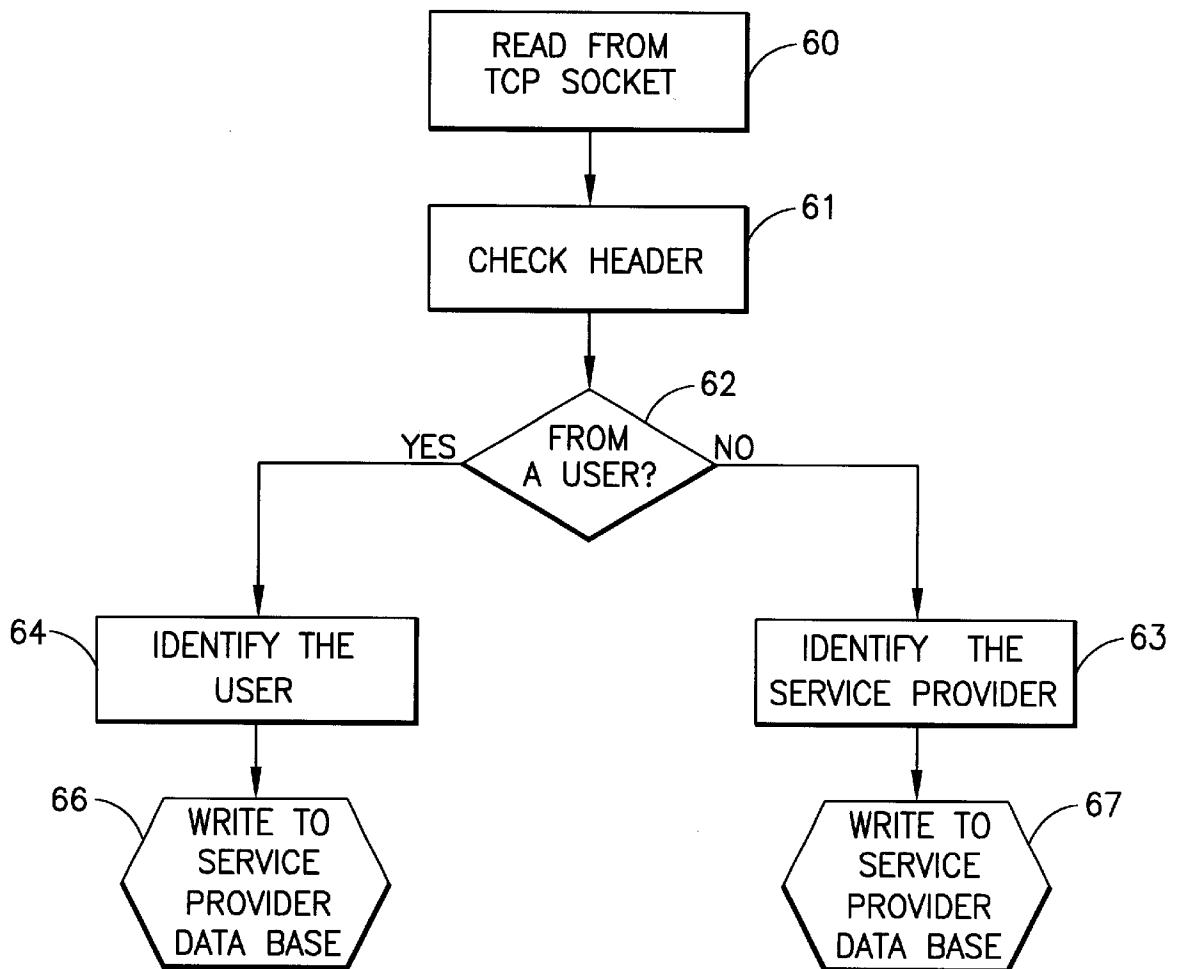 READ FROM
TCP SOCKET
60
CHECK HEADER
61
62
FROM
A USER?
YES
NO
64
IDENTIFY THE
USER
IDENTIFY THE
SERVICE PROVIDER
63
66
WRITE TO
SERVICE
PROVIDER
DATA BASE
WRITE TO
SERVICE
PROVIDER
DATA BASE
67